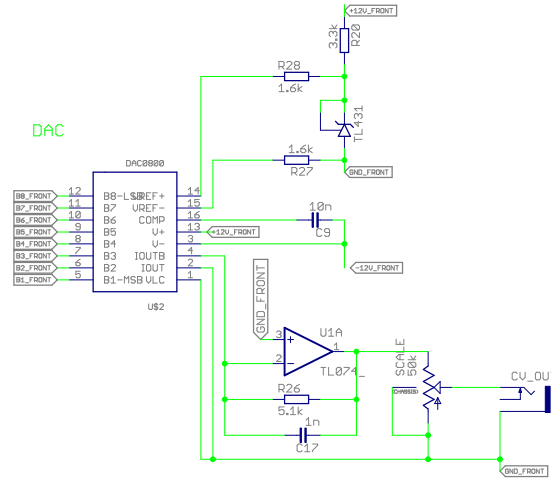 +12V_FRONT
3.3k
R20
R28
1.6k
TL431
DAC
DAC0800
1.6k
R27
GND_FRONT
B8_FRONT 12 B8-LSB VREF+ 14
B7_FRONT 11 B7 VREF- 15
B6_FRONT 10 B6 COMP 16
B5_FRONT 9 B5 V+ 13 +12V_FRONT
B4_FRONT 8 B4 V- 3
B3_FRONT 7 B3 IOUTB 4
B2_FRONT 6 B2 IOUT 2
B1_FRONT 5 B1-MSB VLC 1
10n
C9
-12V_FRONT
U$2
GND_FRONT
3
2
+
-
1
U1A
TL074_
R26
5.1k
1n
C17
SCALE
50k
CV_OU
GND_FRONT